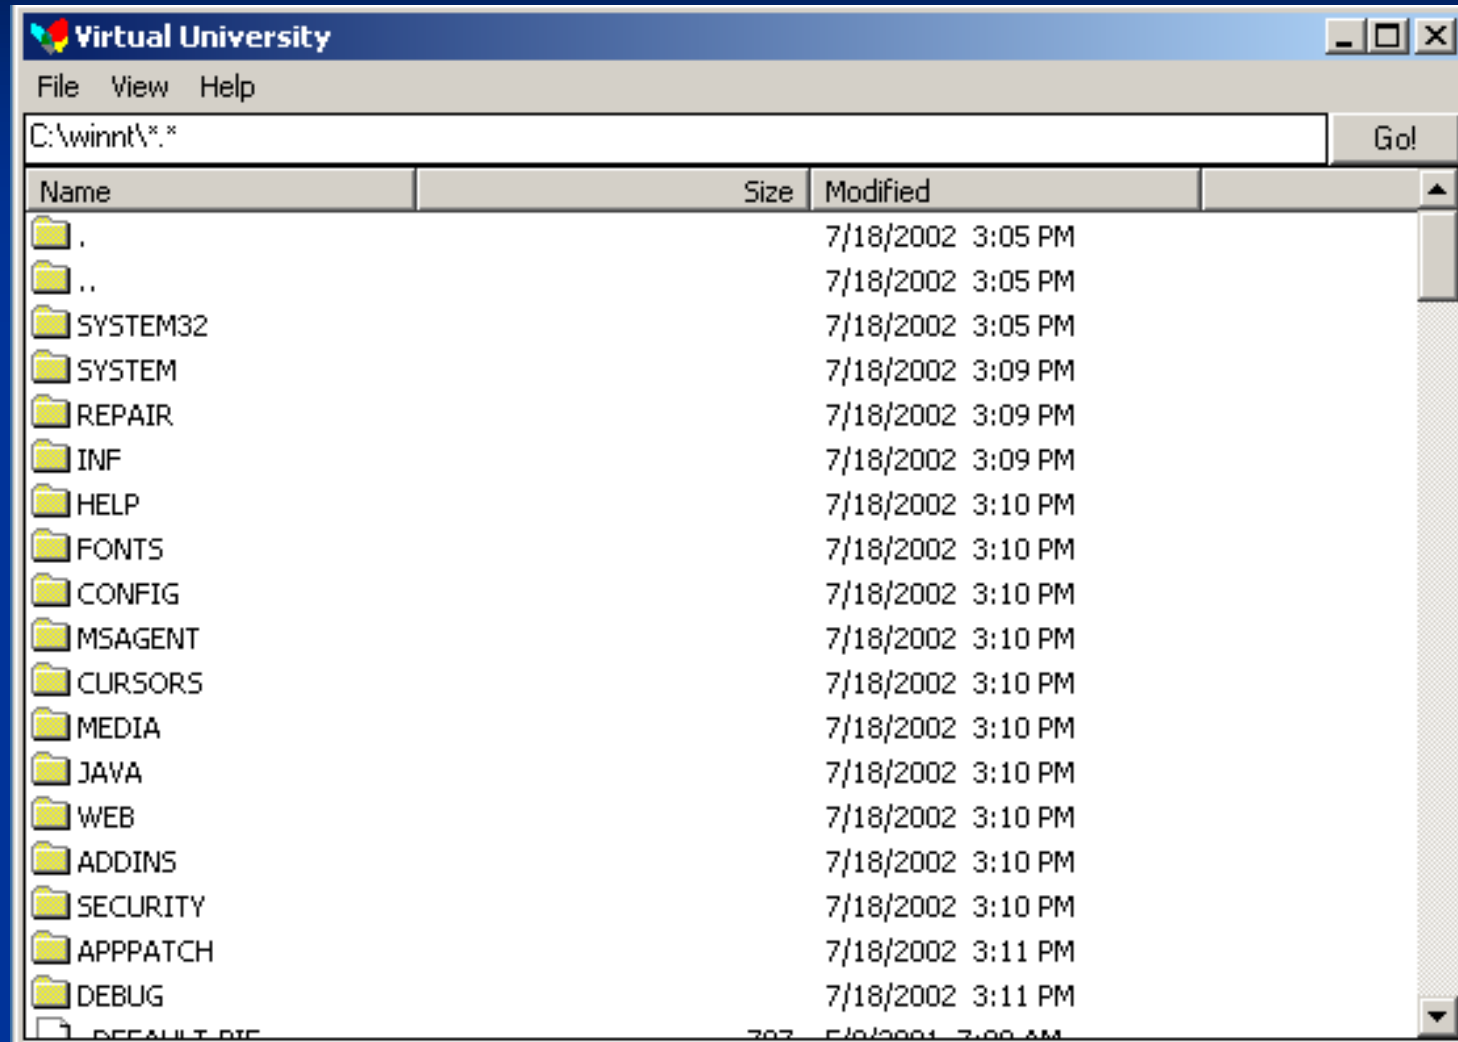 Virtual University
File View Help
C:\winnt\*.*
Go!
Name Size Modified
. 7/18/2002 3:05 PM
.. 7/18/2002 3:05 PM
SYSTEM32 7/18/2002 3:05 PM
SYSTEM 7/18/2002 3:09 PM
REPAIR 7/18/2002 3:09 PM
INF 7/18/2002 3:09 PM
HELP 7/18/2002 3:10 PM
FONTS 7/18/2002 3:10 PM
CONFIG 7/18/2002 3:10 PM
MSAGENT 7/18/2002 3:10 PM
CURSORS 7/18/2002 3:10 PM
MEDIA 7/18/2002 3:10 PM
JAVA 7/18/2002 3:10 PM
WEB 7/18/2002 3:10 PM
ADDINS 7/18/2002 3:10 PM
SECURITY 7/18/2002 3:10 PM
APPPATCH 7/18/2002 3:11 PM
DEBUG 7/18/2002 3:11 PM